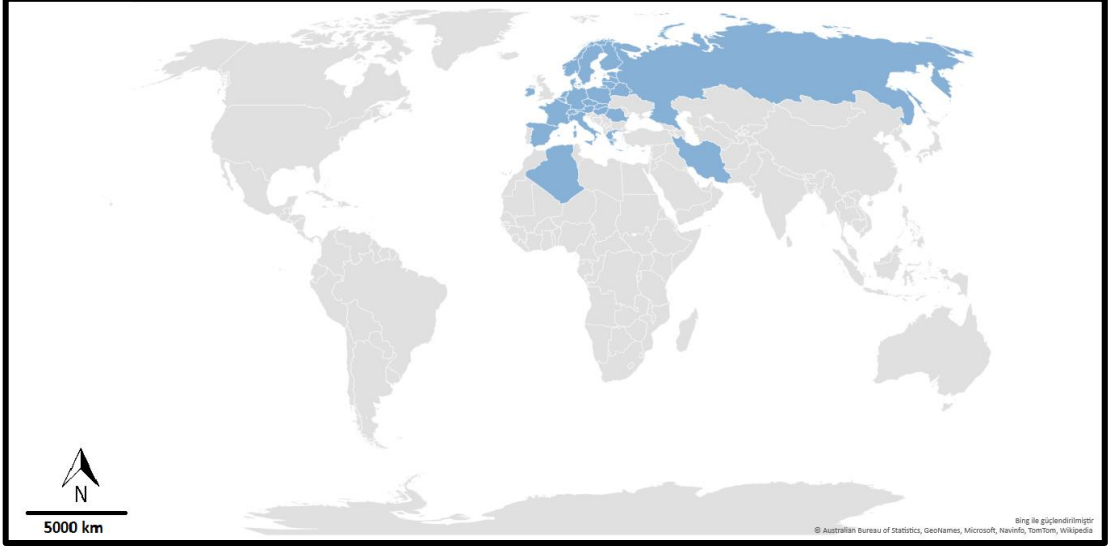 N
5000 km
Bing ile güçlendirilmiştir
© Australian Bureau of Statistics, GeoNames, Microsoft, Navinfo, TomTom, Wikipedia